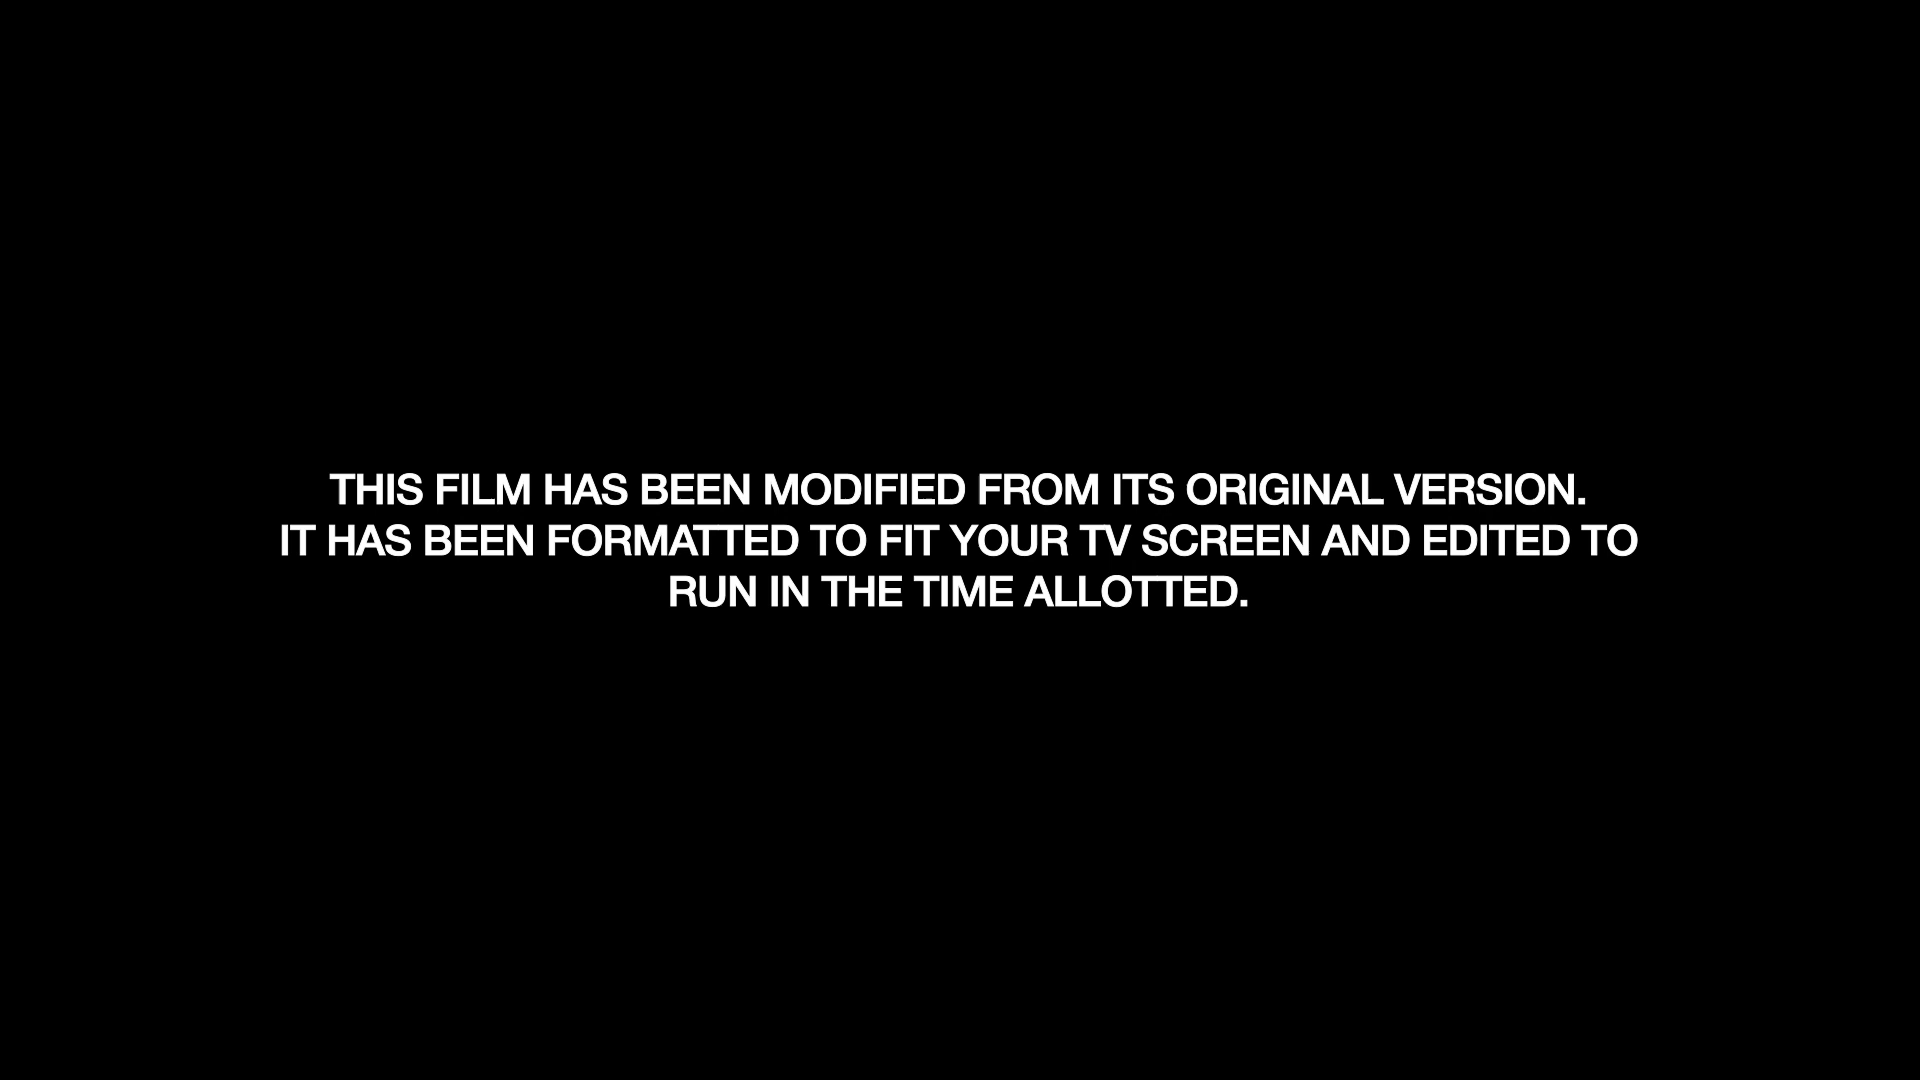 THIS FILM HAS BEEN MODIFIED FROM ITS ORIGINAL VERSION.
IT HAS BEEN FORMATTED TO FIT YOUR TV SCREEN AND EDITED TO
RUN IN THE TIME ALLOTTED.